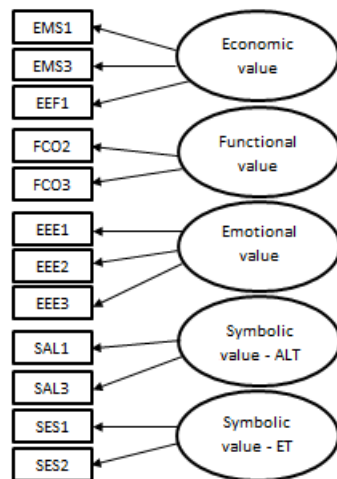 EMS1
EMS3
EEF1
Economic
value
FCO2
FCO3
Functional
value
EEE1
EEE2
EEE3
Emotional
value
SAL1
SAL3
Symbolic
value - ALT
SES1
SES2
Symbolic
value - ET